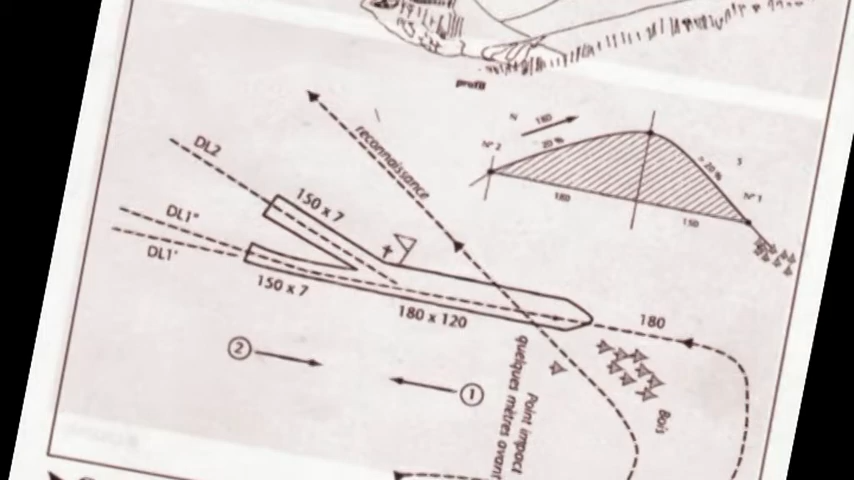 profil
N 180
N° 2
20 %
> 20 %
S
N° 1
180
150
reconnaissance
DL2
150 x 7
DL1"
DL1'
150 x 7
180 x 120
180
2
1
Bois
Point impact
quelques mètres avant